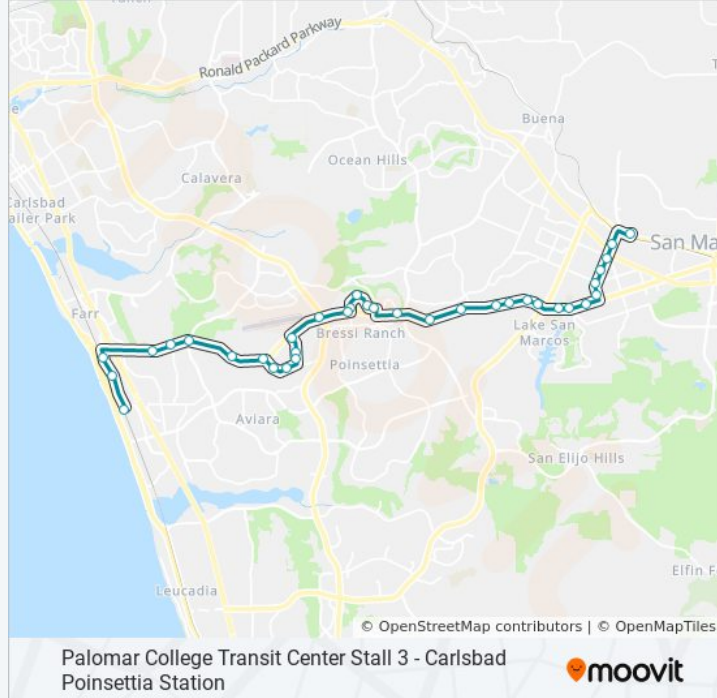 Ronald Packard Parkway
Buena
Ocean Hills
Calavera
Carlsbad
ailer Park
San Ma
Farr
Bressi Ranch
Lake San
Marcos
Poinsettia
Aviara
San Elijo Hills
Elfin F
Leucadia
© OpenStreetMap contributors | © OpenMapTiles
Palomar College Transit Center Stall 3 - Carlsbad
Poinsettia Station
moovit